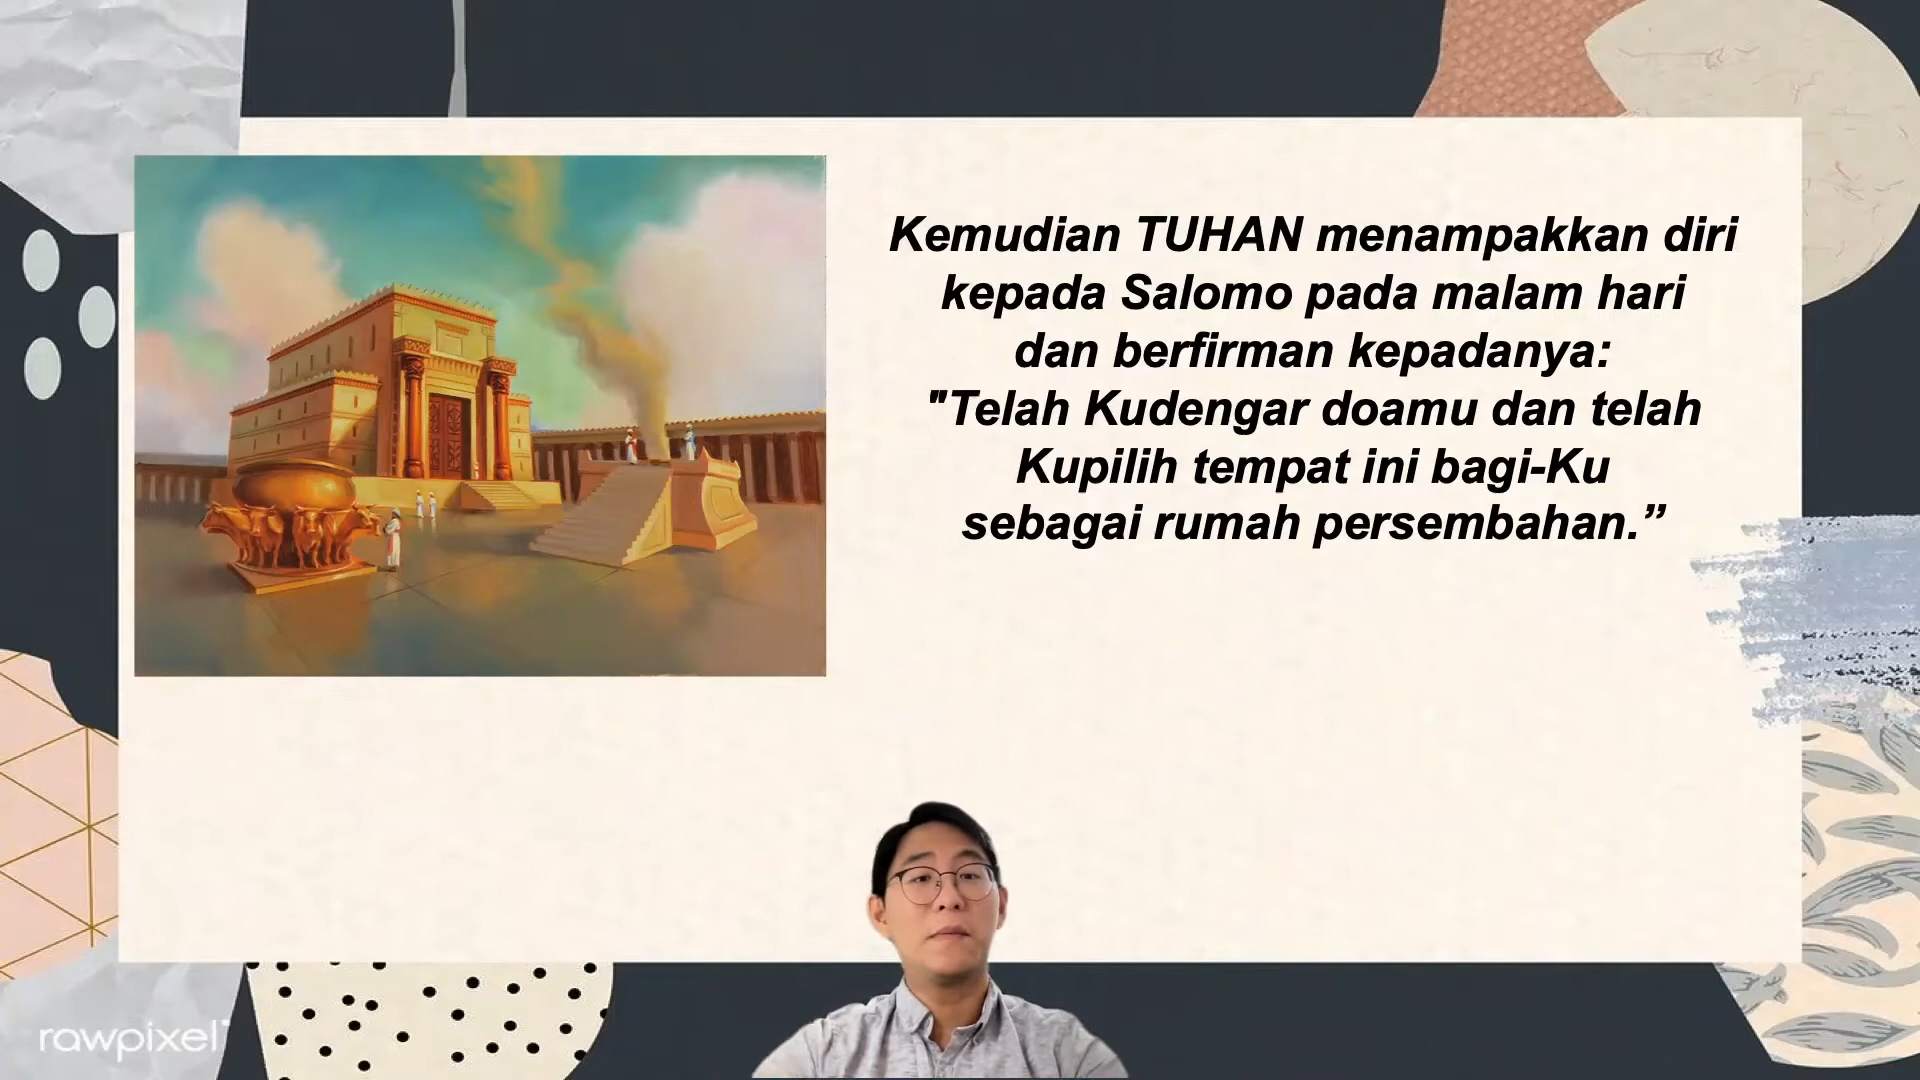 Kemudian TUHAN menampakkan diri
kepada Salomo pada malam hari
dan berfirman kepadanya:
"Telah Kudengar doamu dan telah
Kupilih tempat ini bagi-Ku
sebagai rumah persembahan.”
rawpixel